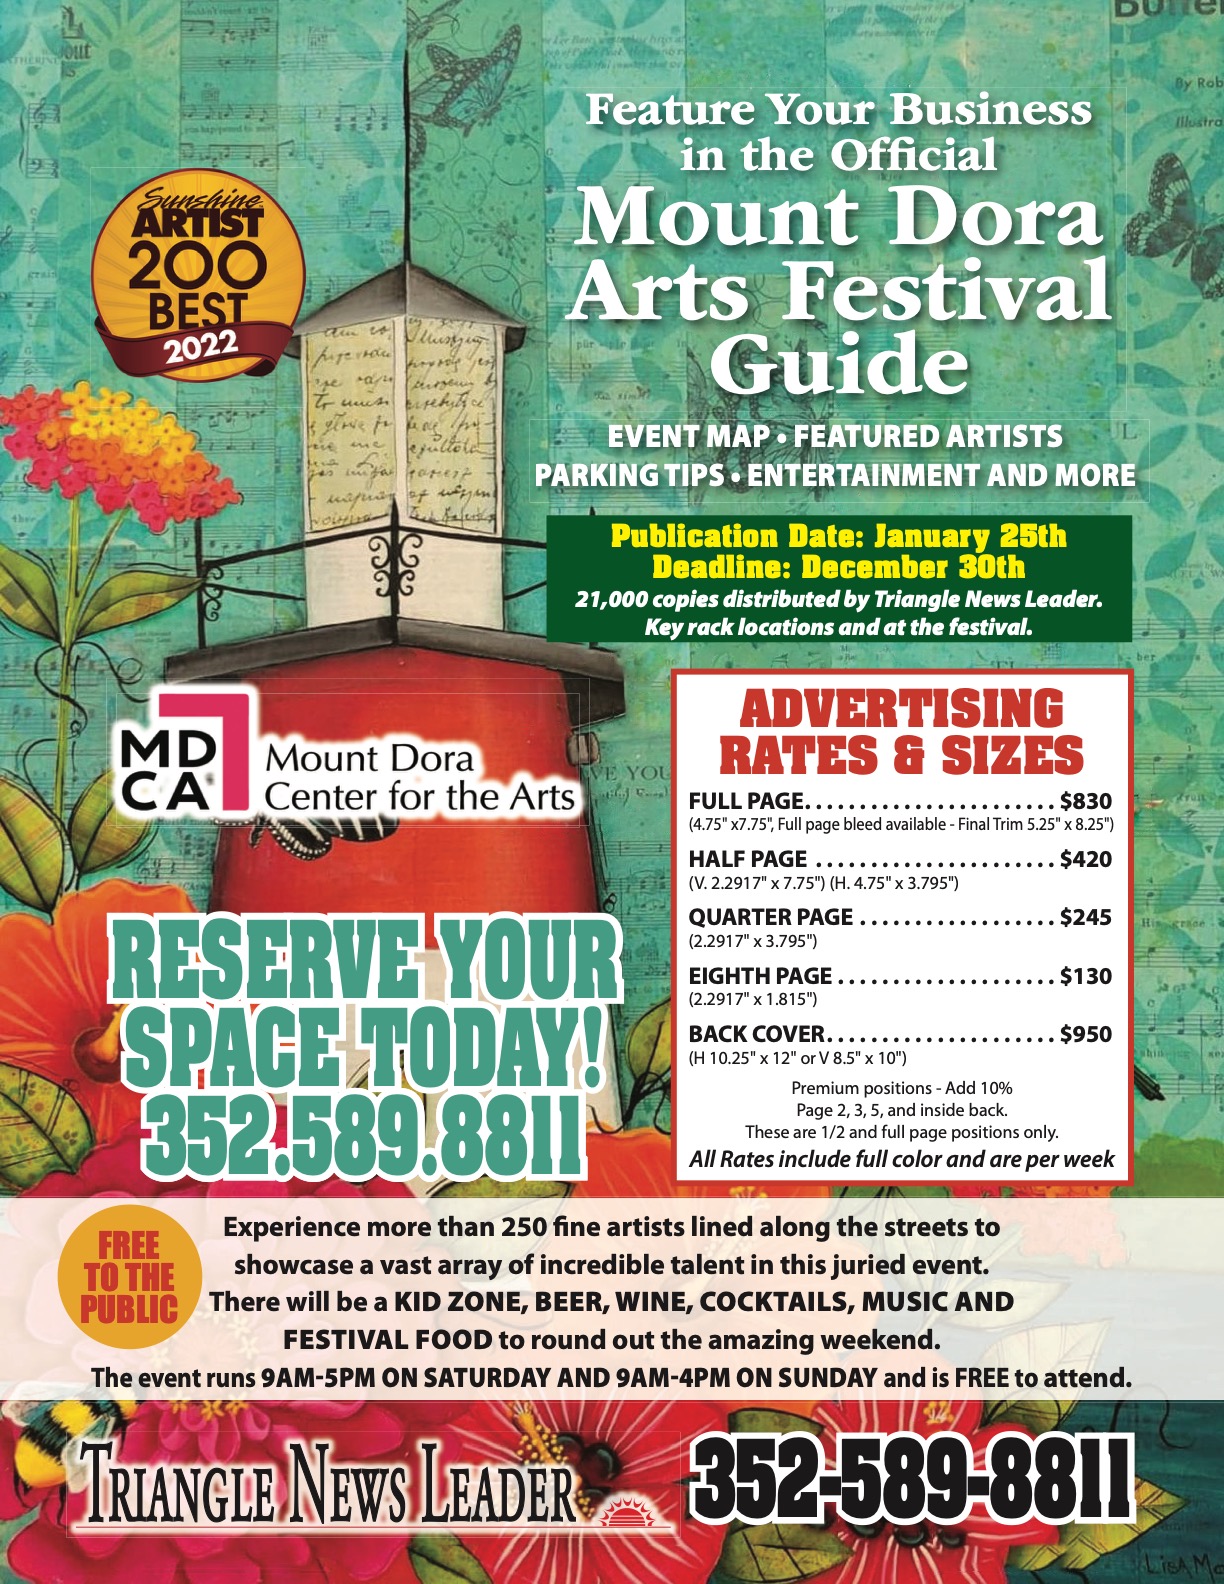 Feature Your Business
in the Official
Mount Dora
Arts Festival
Guide
EVENT MAP • FEATURED ARTISTS
PARKING TIPS • ENTERTAINMENT AND MORE
Sunshine
ARTIST
200
BEST
2022
Publication Date: January 25th
Deadline: December 30th
21,000 copies distributed by Triangle News Leader.
Key rack locations and at the festival.
MD
CA
Mount Dora
Center for the Arts
ADVERTISING
RATES & SIZES
FULL PAGE....................... $830
(4.75" x7.75", Full page bleed available - Final Trim 5.25" x 8.25")
HALF PAGE ...................... $420
(V. 2.2917" x 7.75") (H. 4.75" x 3.795")
QUARTER PAGE .................. $245
(2.2917" x 3.795")
EIGHTH PAGE .................... $130
(2.2917" x 1.815")
BACK COVER..................... $950
(H 10.25" x 12" or V 8.5" x 10")
Premium positions - Add 10%
Page 2, 3, 5, and inside back.
These are 1/2 and full page positions only.
All Rates include full color and are per week
RESERVE YOUR
SPACE TODAY!
352.589.8811
FREE
TO THE
PUBLIC
Experience more than 250 fine artists lined along the streets to
showcase a vast array of incredible talent in this juried event.
There will be a KID ZONE, BEER, WINE, COCKTAILS, MUSIC AND
FESTIVAL FOOD to round out the amazing weekend.
The event runs 9AM-5PM ON SATURDAY AND 9AM-4PM ON SUNDAY and is FREE to attend.
TRIANGLE NEWS LEADER
352-589-8811